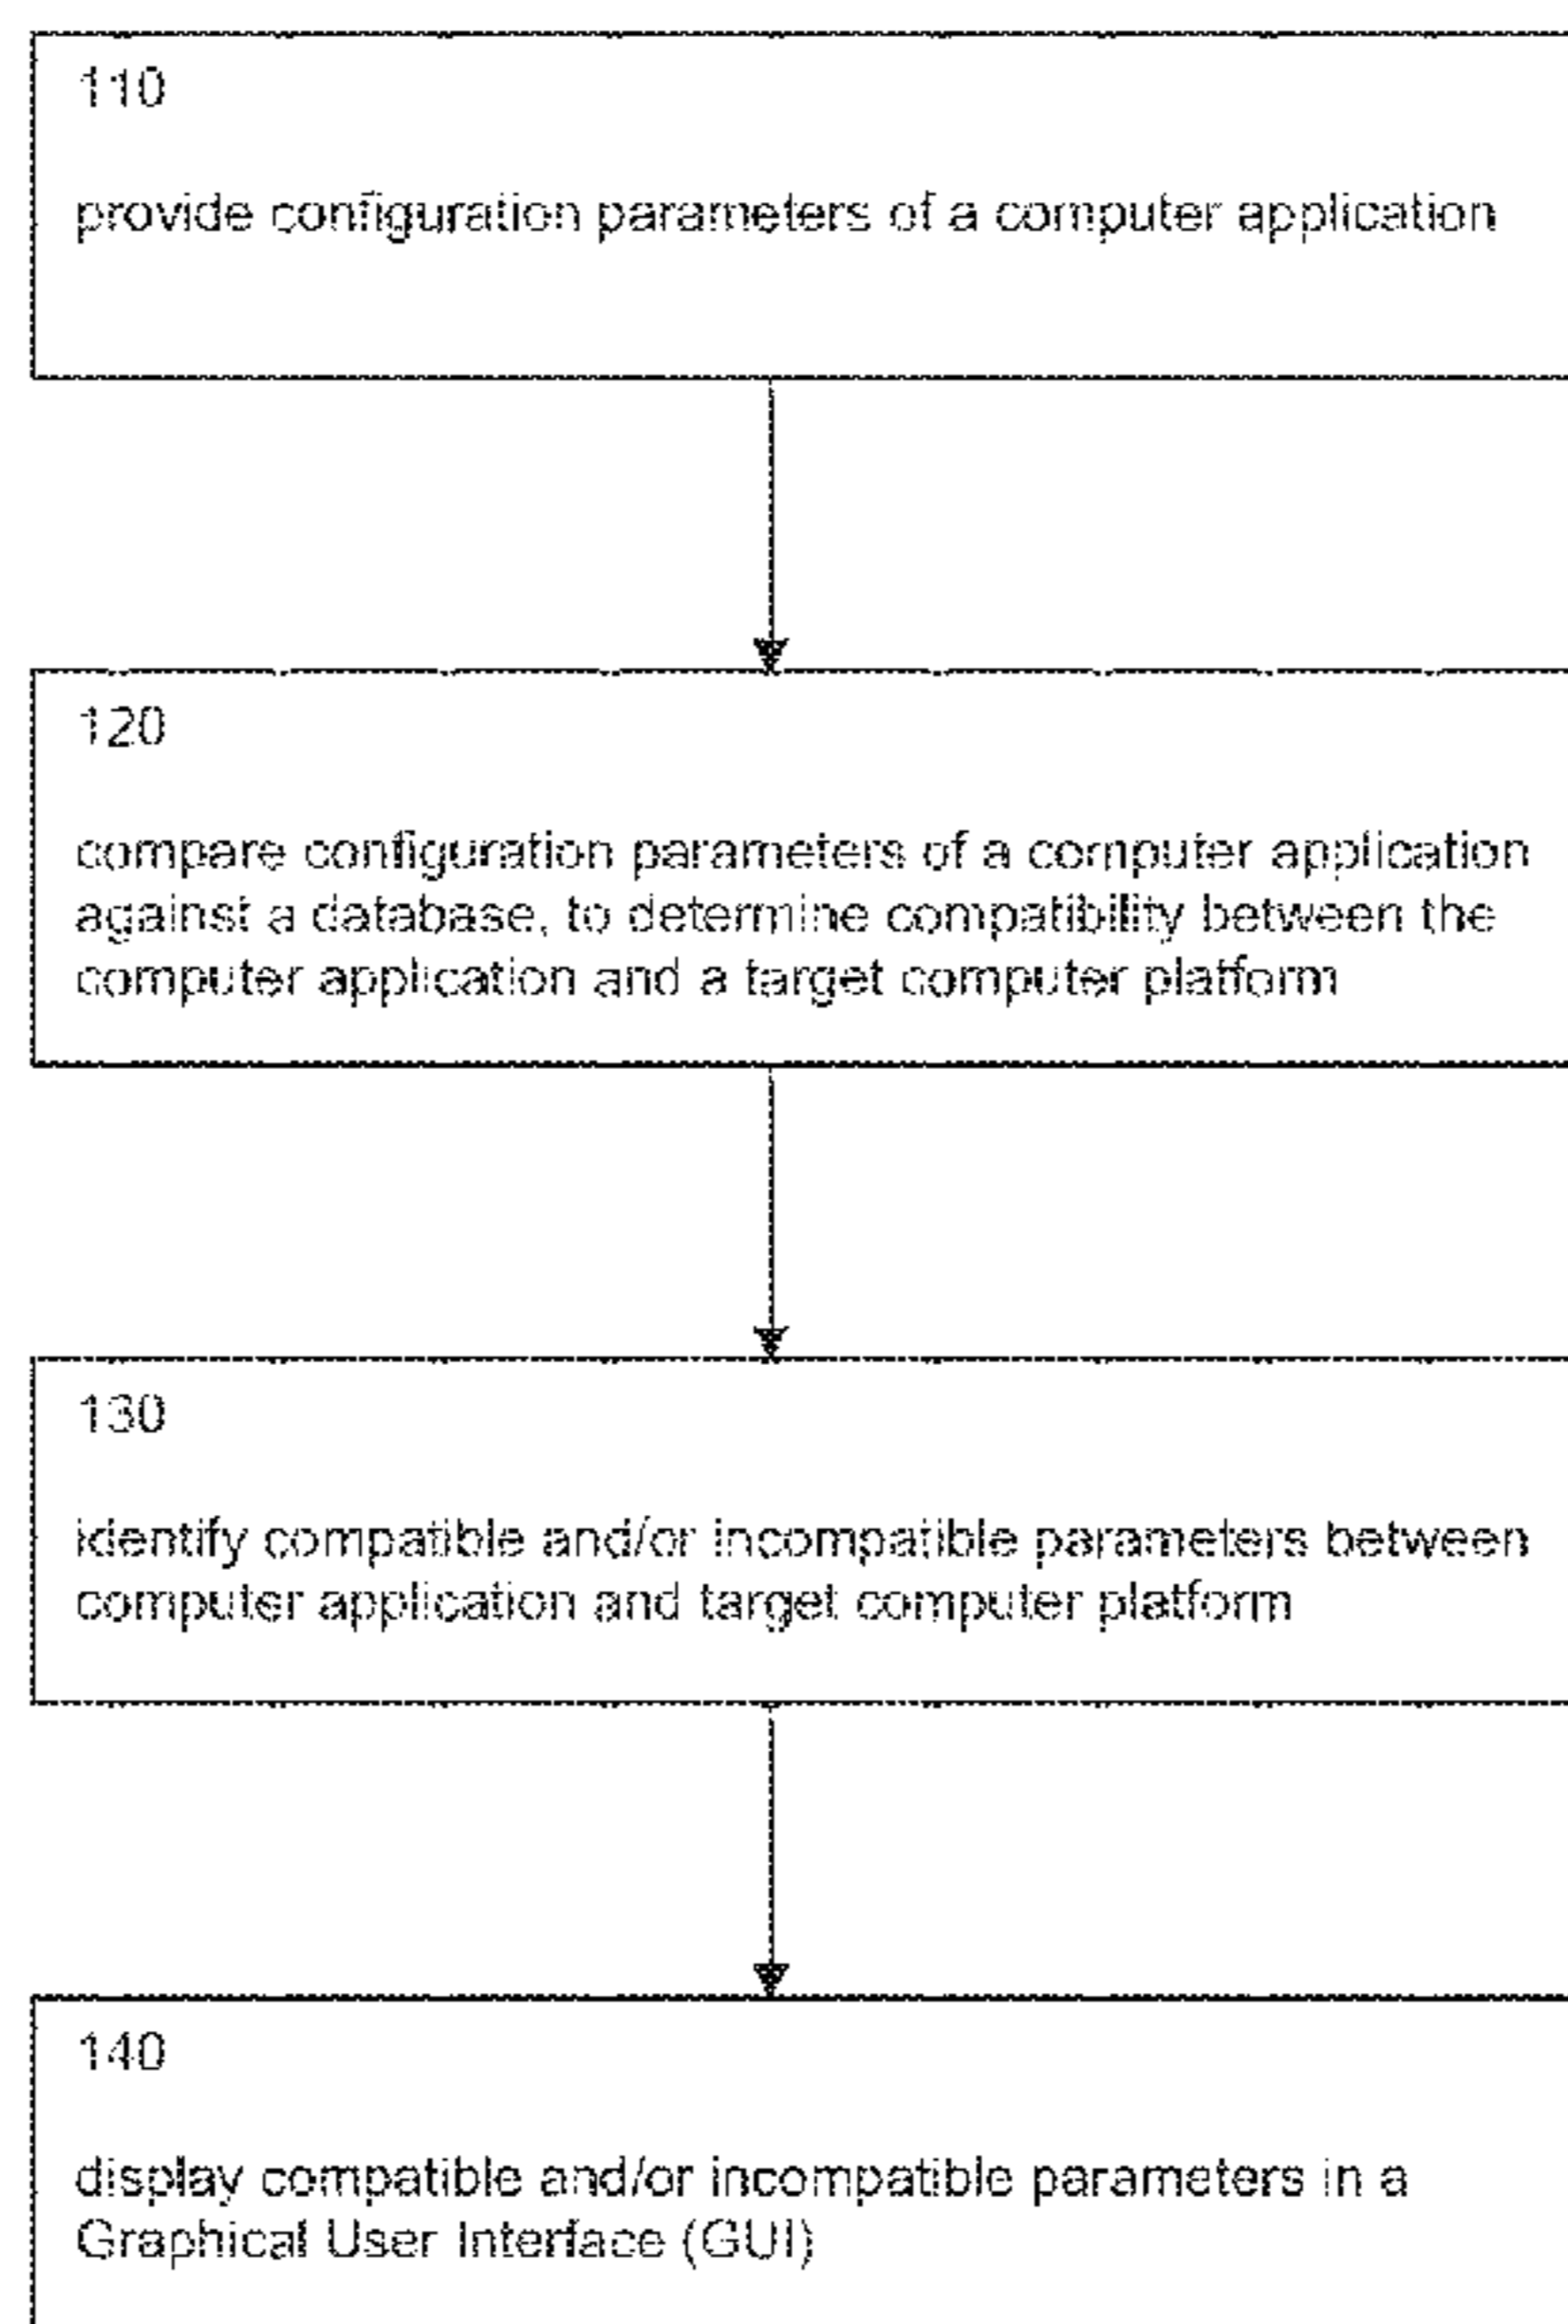 110
provide configuration parameters of a computer application
120
compare configuration parameters of a computer application
against a database, to determine compatibility between the
computer application and a target computer platform
130
identify compatible and/or incompatible parameters between
computer application and target computer platform
140
display compatible and/or incompatible parameters in a
Graphical User Interface (GUI)